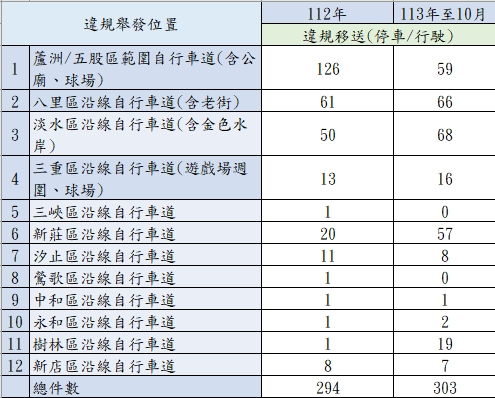 違規舉發位置 112年 113年至10月
違規移送(停車/行駛)
1 蘆洲/五股區範圍自行車道(含公 126 59
廟、球場)
2 八里區沿線自行車道(含老街) 61 66
3 淡水區沿線自行車道(含金色水 50 68
岸)
4 三重區沿線自行車道(遊戲場週 13 16
圍、球場)
5 三峽區沿線自行車道 1 0
6 新莊區沿線自行車道 20 57
7 汐止區沿線自行車道 11 8
8 鶯歌區沿線自行車道 1 0
9 中和區沿線自行車道 1 1
10 永和區沿線自行車道 1 2
11 樹林區沿線自行車道 1 19
12 新店區沿線自行車道 8 7
總件數 294 303